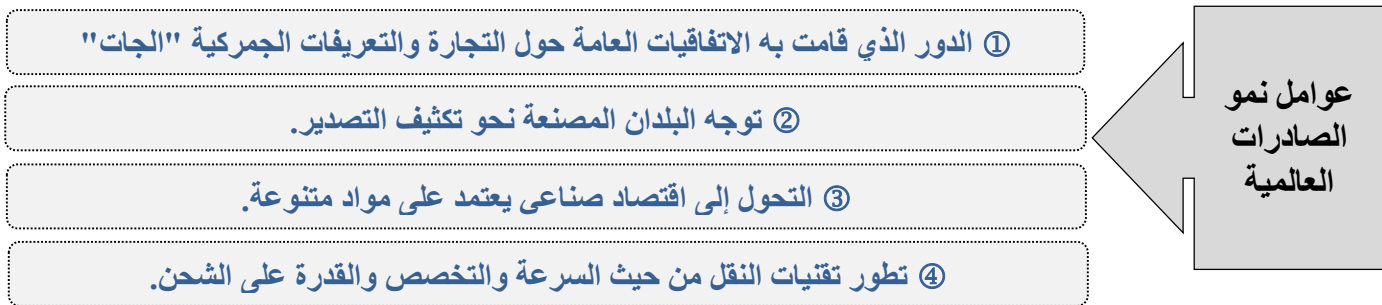 عوامل نمو
الصادرات
العالمية
① الدور الذي قامت به الاتفاقيات العامة حول التجارة والتعريفات الجمركية "الجات"
② توجه البلدان المصنعة نحو تكثيف التصدير.
③ التحول إلى اقتصاد صناعي يعتمد على مواد متنوعة.
④ تطور تقنيات النقل من حيث السرعة والتخصص والقدرة على الشحن.